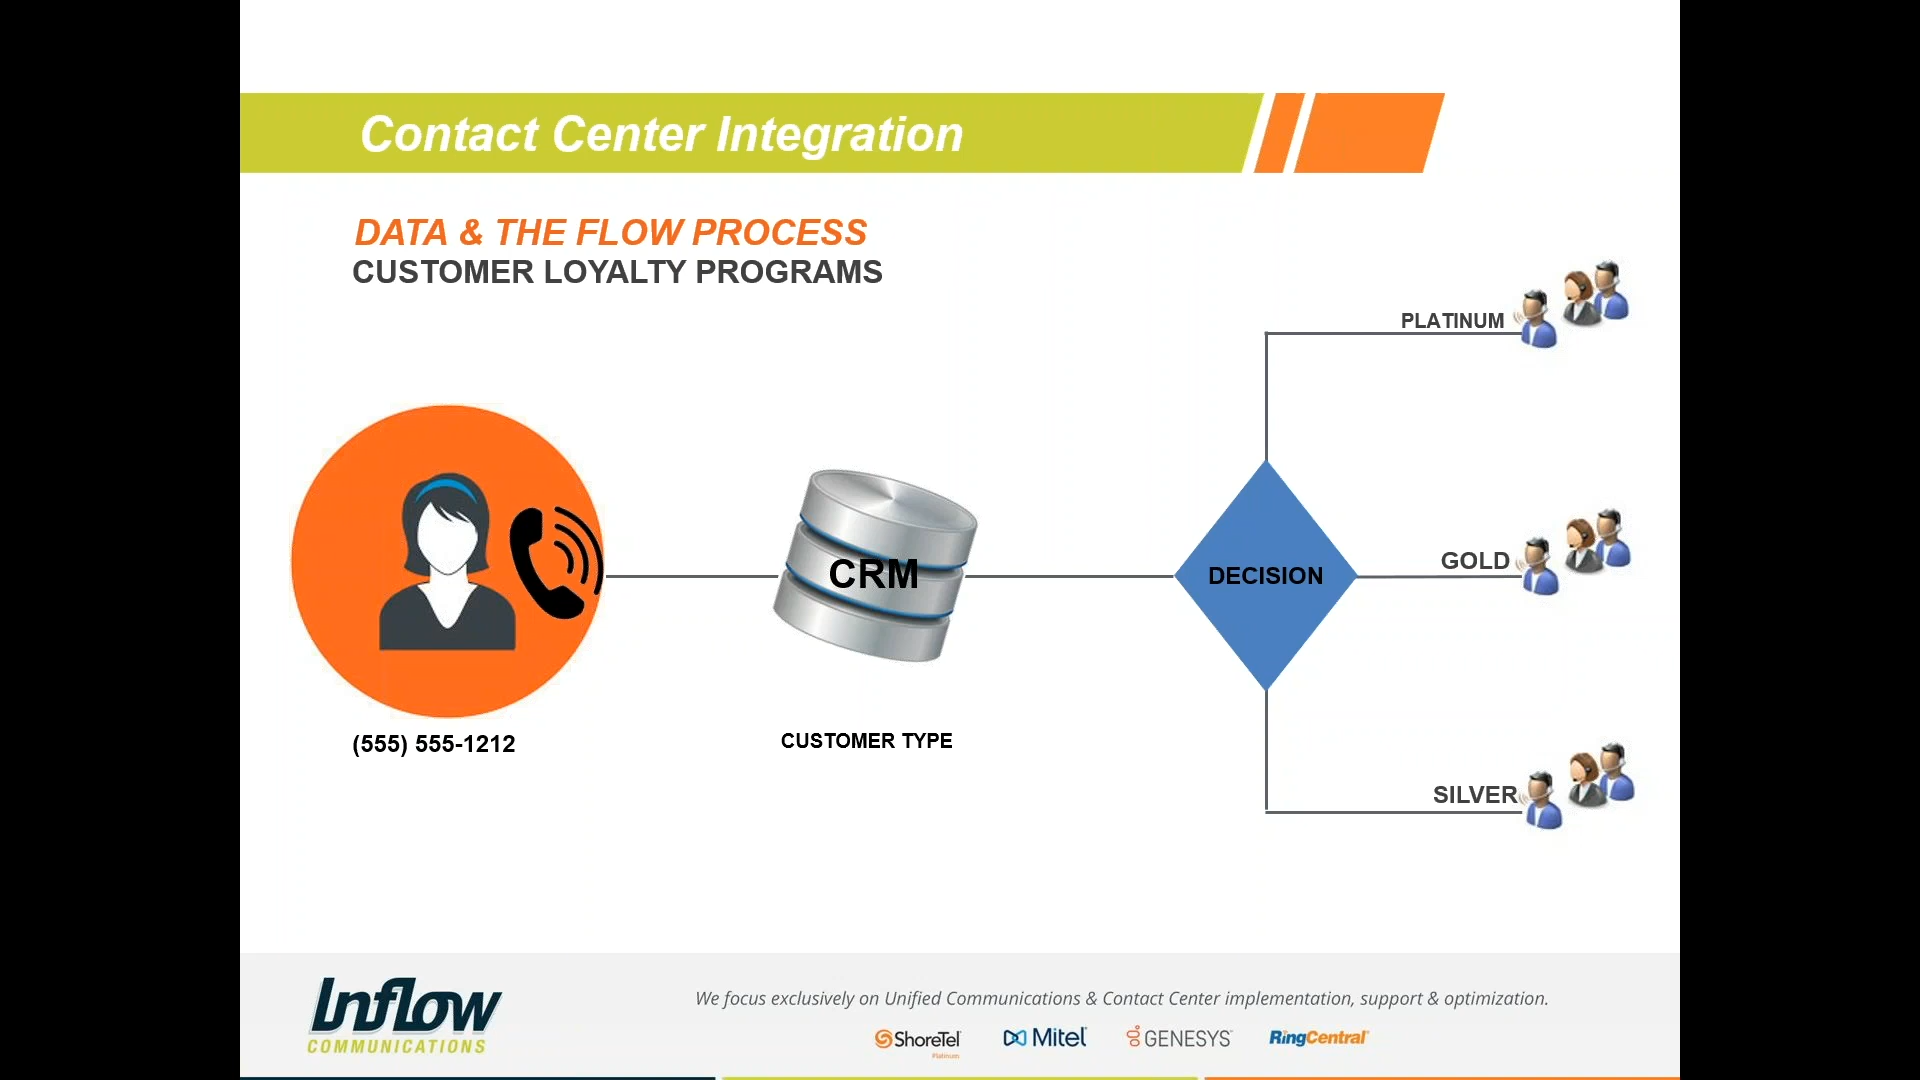 Contact Center Integration
DATA & THE FLOW PROCESS
CUSTOMER LOYALTY PROGRAMS
PLATINUM
GOLD
SILVER
CRM
DECISION
(555) 555-1212
CUSTOMER TYPE
Inflow
COMMUNICATIONS
We focus exclusively on Unified Communications & Contact Center implementation, support & optimization.
ShoreTel
Platinum
Mitel
GENESYS
RingCentral